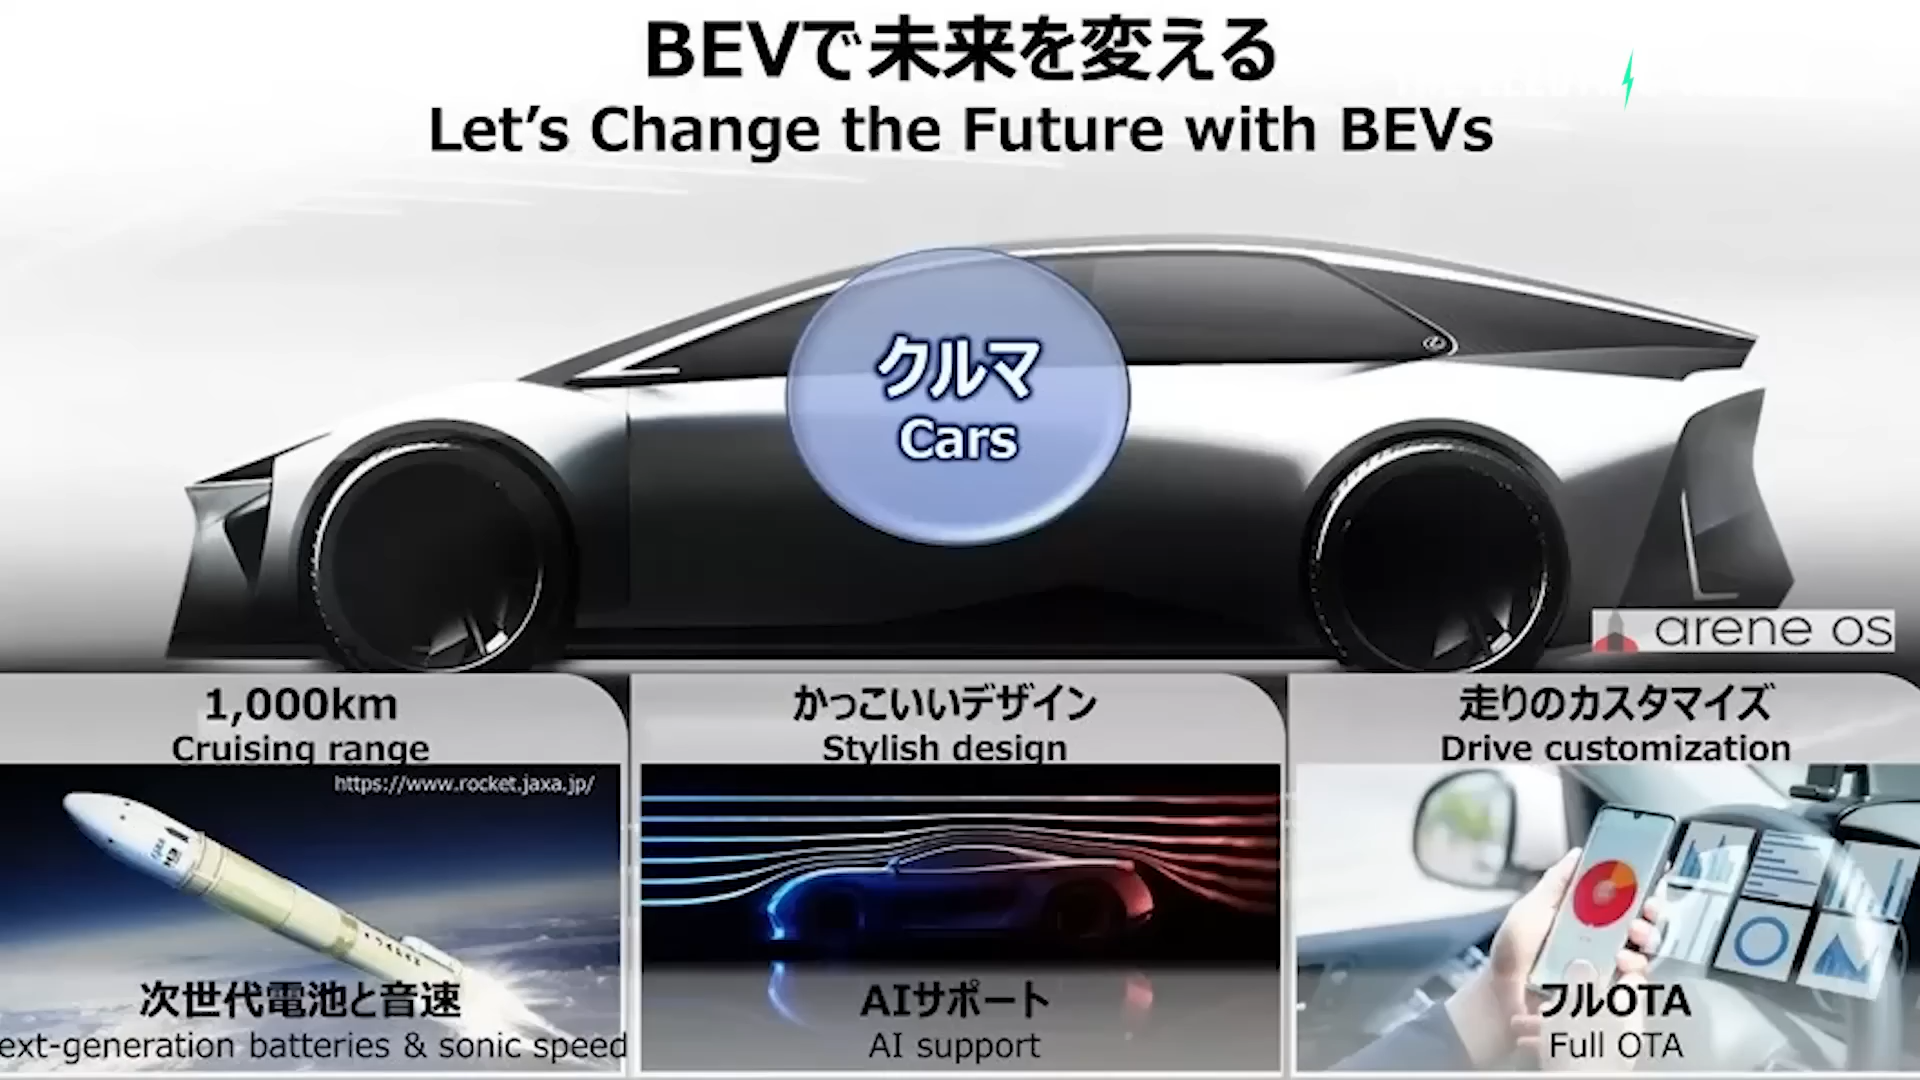 BEVで未来を変える
Let's Change the Future with BEVs
クルマ
Cars
arene os
1,000km
Cruising range
https://www.rocket.jaxa.jp/
次世代電池と音速
ext-generation batteries & sonic speed
かっこいいデザイン
Stylish design
AIサポート
AI support
走りのカスタマイズ
Drive customization
フルOTA
Full OTA